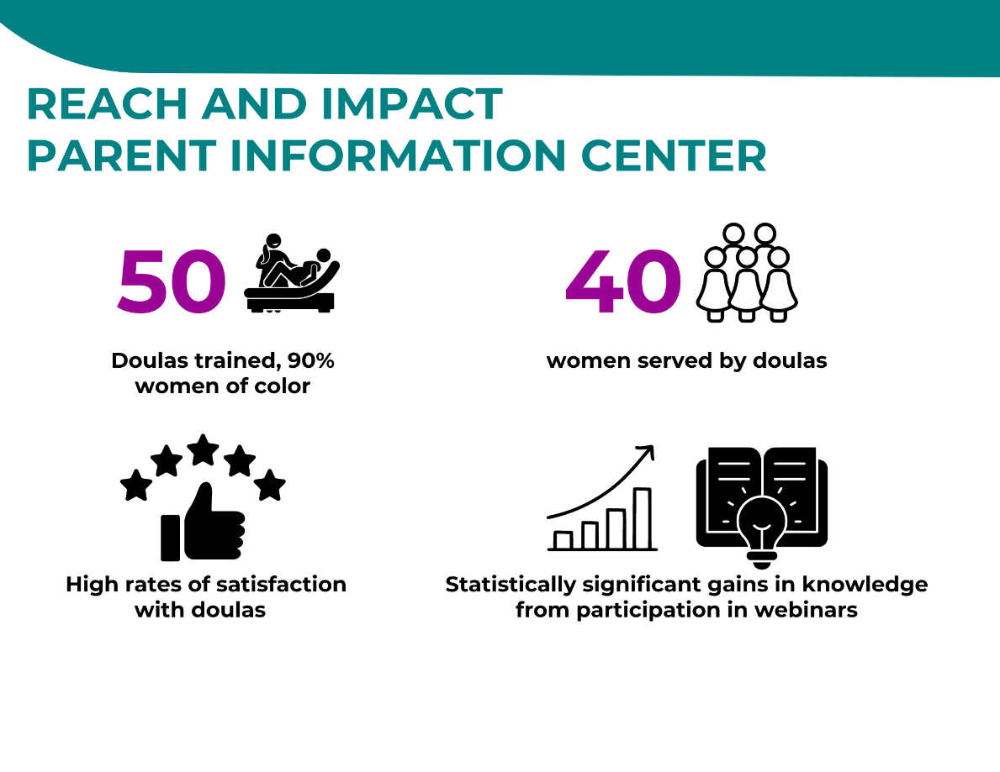 REACH AND IMPACT
PARENT INFORMATION CENTER
50
Doulas trained, 90%
women of color
40
women served by doulas
High rates of satisfaction
with doulas
Statistically significant gains in knowledge
from participation in webinars